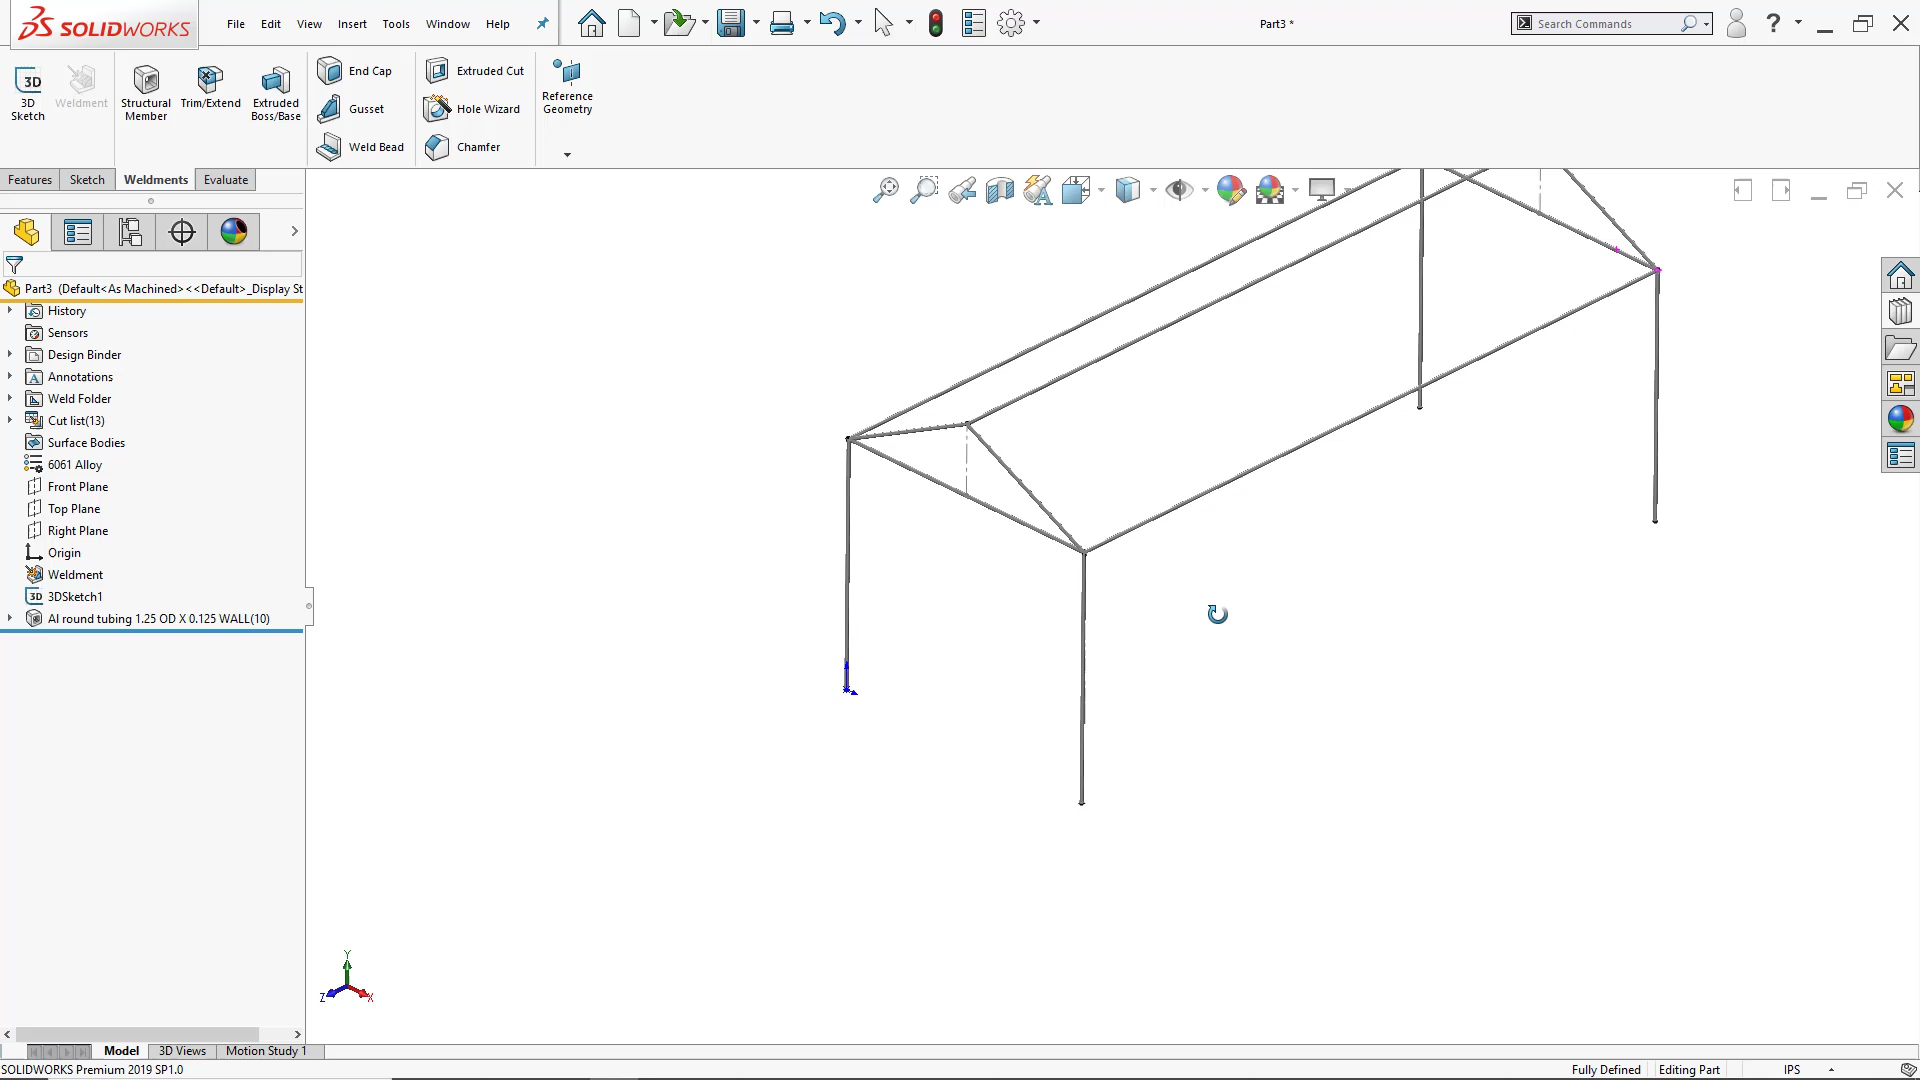 SOLIDWORKS
File Edit View Insert Tools Window Help
Part3 *
Search Commands
?
3D
3D
Sketch
Weldment
Structural
Member
Trim/Extend
Extruded
Boss/Base
End Cap
Gusset
Weld Bead
Extruded Cut
Hole Wizard
Chamfer
Reference
Geometry
Features Sketch Weldments Evaluate
Part3 (Default<As Machined><<Default>_Display St
History
Sensors
Design Binder
A Annotations
Weld Folder
Cut list(13)
Surface Bodies
6061 Alloy
Front Plane
Top Plane
Right Plane
Origin
Weldment
3D 3DSketch1
Al round tubing 1.25 OD X 0.125 WALL(10)
Y
Z X
Model 3D Views Motion Study 1
SOLIDWORKS Premium 2019 SP1.0
Fully Defined Editing Part IPS